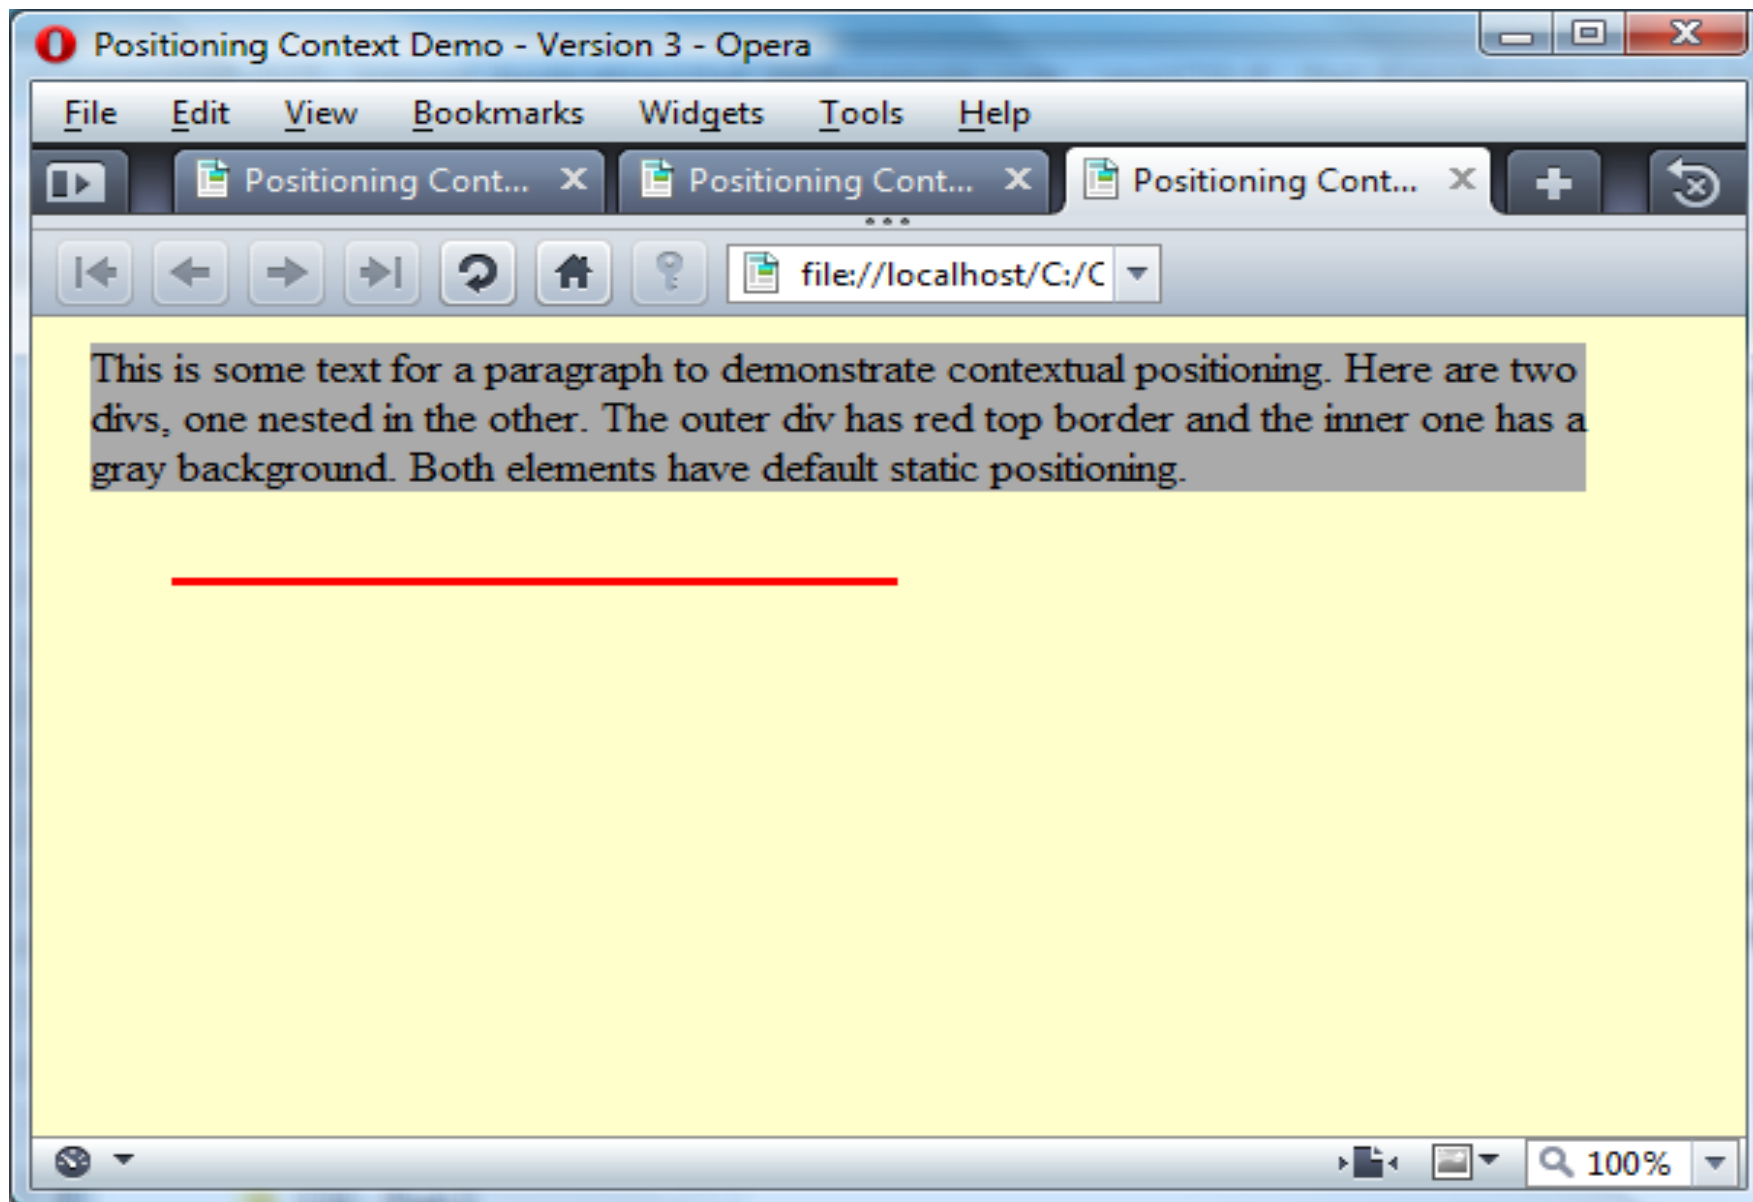 Positioning Context Demo - Version 3 - Opera
File Edit View Bookmarks Widgets Tools Help
Positioning Cont... Positioning Cont... Positioning Cont...
file://localhost/C:/C
This is some text for a paragraph to demonstrate contextual positioning. Here are two
divs, one nested in the other. The outer div has red top border and the inner one has a
gray background. Both elements have default static positioning.
100%